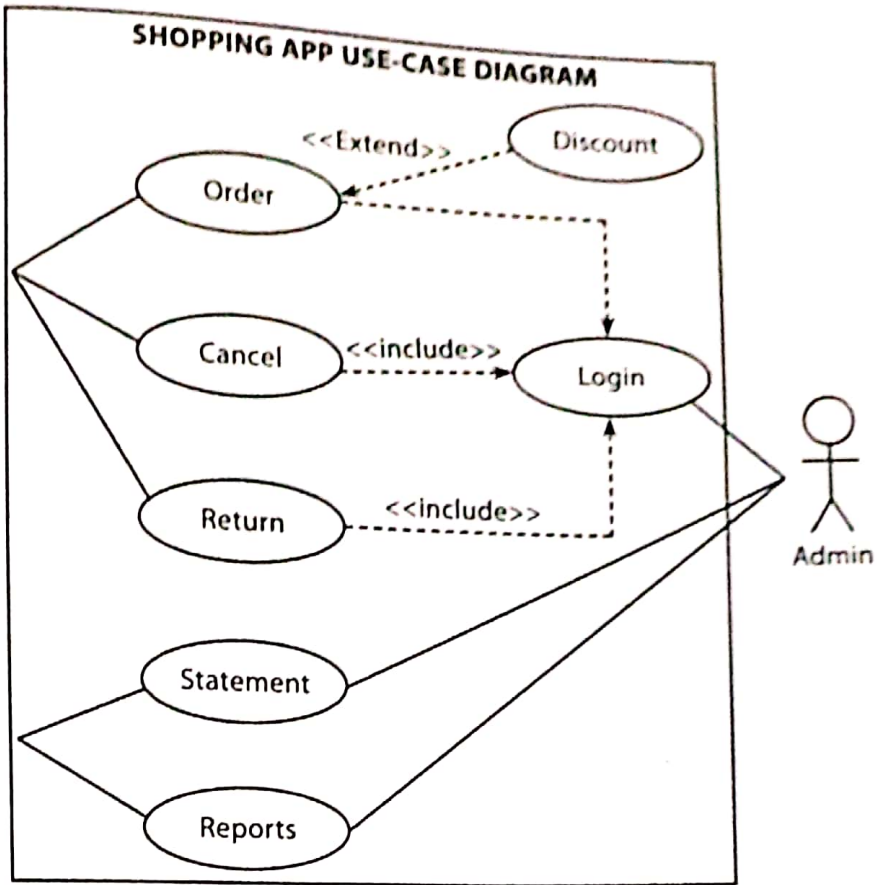 SHOPPING APP USE-CASE DIAGRAM
<<Extend>>
Discount
Order
Cancel
<<include>>
Login
Return
<<include>>
Admin
Statement
Reports